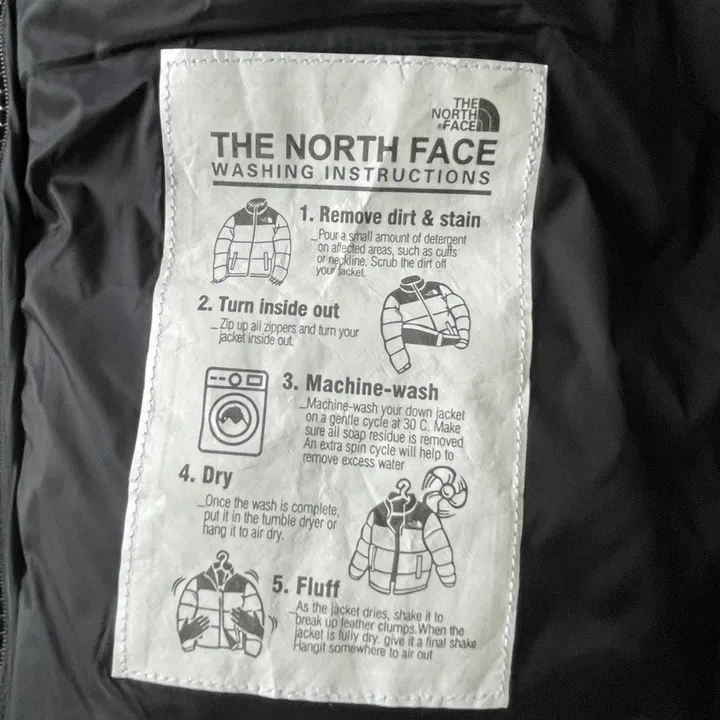 THE
NORTH
FACE
THE NORTH FACE
WASHING INSTRUCTIONS
1. Remove dirt & stain
_Pour a small amount of detergent
on affected areas, such as cuffs
or neckline. Scrub the dirt off
your jacket.
2. Turn inside out
_Zip up all zippers and turn your
jacket inside out.
3. Machine-wash
_Machine-wash your down jacket
on a gentle cycle at 30 C. Make
sure all soap residue is removed
An extra spin cycle will help to
remove excess water
4. Dry
_Once the wash is complete,
put it in the tumble dryer or
hang it to air dry.
5. Fluff
_As the jacket dries, shake it to
break up feather clumps.When the
jacket is fully dry. give it a final shake
Hangit somewhere to air out